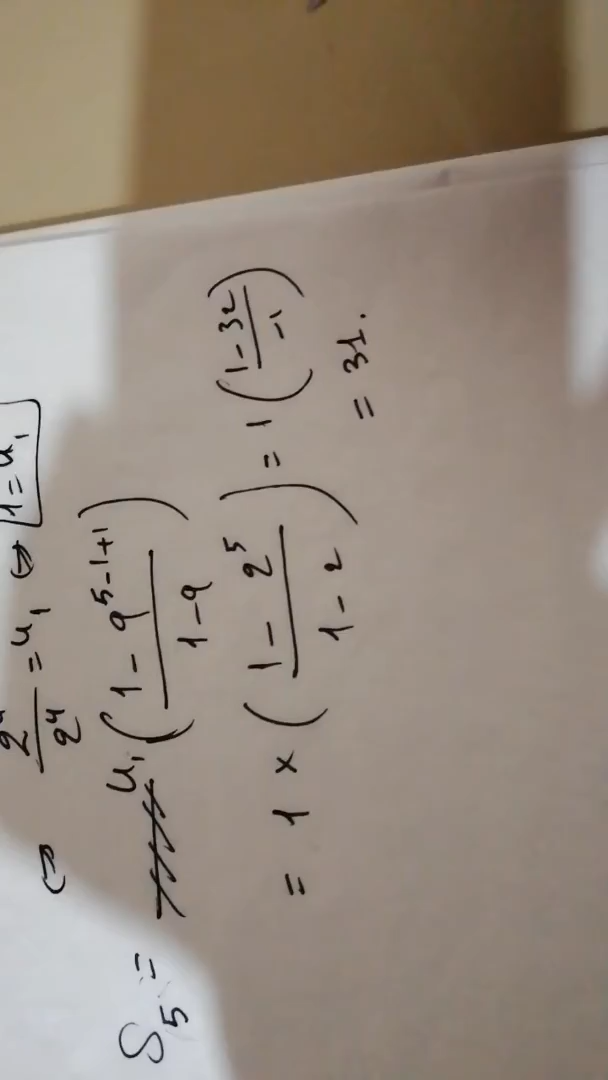 ⇔ 2⁴/2⁴ = u₁ ⇔ 1 = u₁
S₅ = u₁ ( (1 - q⁵⁻¹⁺¹) / (1 - q) )
= 1 × ( (1 - 2⁵) / (1 - 2) ) = 1 ( (1 - 32) / -1 )
= 31.